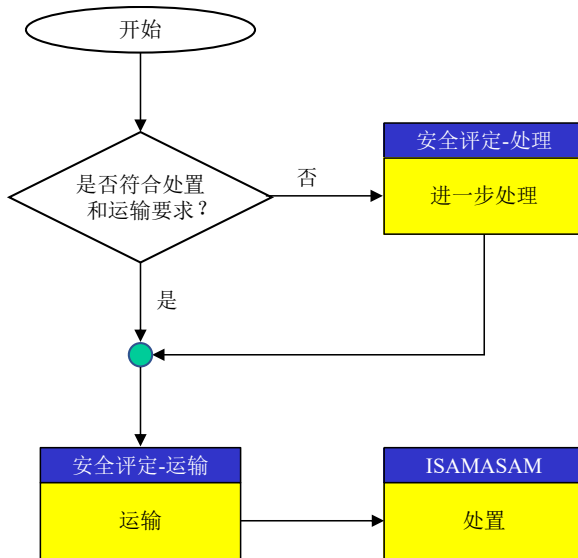 开始
安全评定-处理
是否符合处置
和运输要求？
否
进一步处理
是
安全评定-运输
ISAMASAM
运输
处置